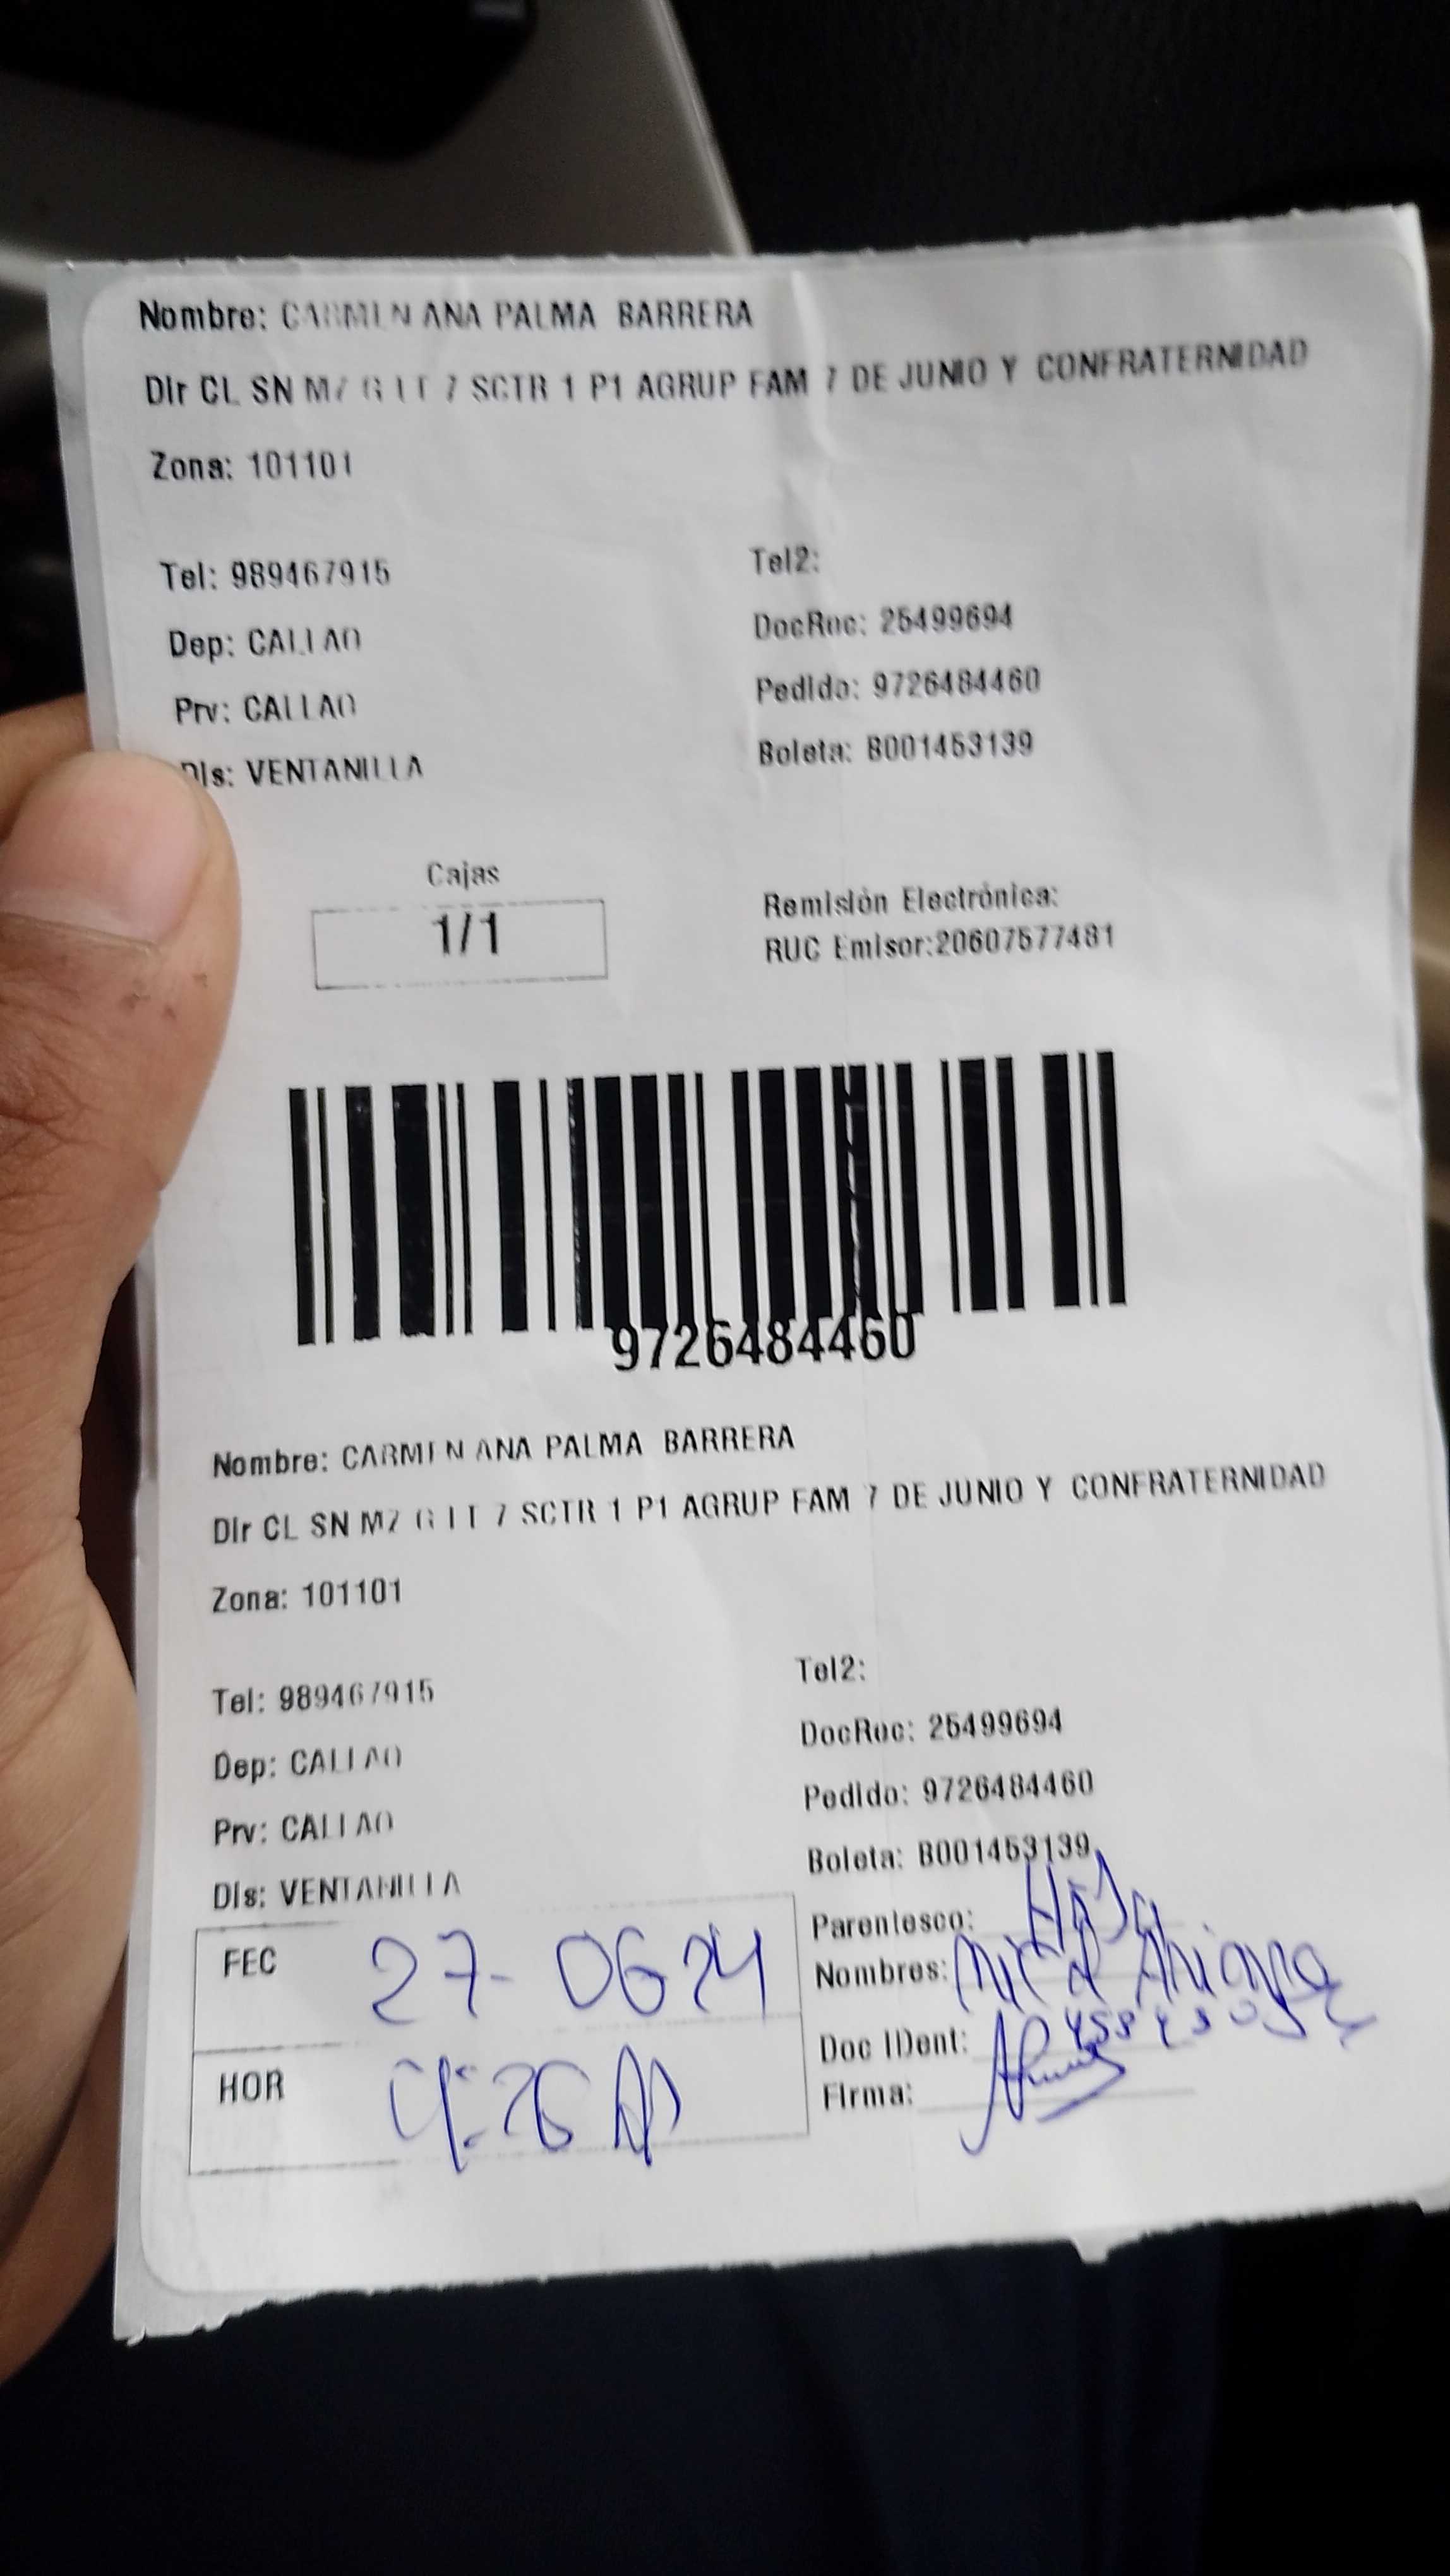 Nombre: CARMEN ANA PALMA BARRERA
Dir CL SN MZ G LT 7 SCTR 1 P1 AGRUP FAM 7 DE JUNIO Y CONFRATERNIDAD
Zona: 101101
Tel: 989467915
Tel2:
Dep: CALLAO
DocRuc: 25499694
Prv: CALLAO
Pedido: 9726484460
Dis: VENTANILLA
Boleta: B001453139
Cajas
1/1
Remisión Electrónica:
RUC Emisor:20607577481
9726484460
Nombre: CARMEN ANA PALMA BARRERA
Dir CL SN MZ G LT 7 SCTR 1 P1 AGRUP FAM 7 DE JUNIO Y CONFRATERNIDAD
Zona: 101101
Tel: 989467915
Tel2:
Dep: CALLAO
DocRuc: 25499694
Prv: CALLAO
Pedido: 9726484460
Dis: VENTANILLA
Boleta: B001453139
FEC 27-0624
Parentesco: Hija
Nombres:
HOR
Doc IDent:
Firma: